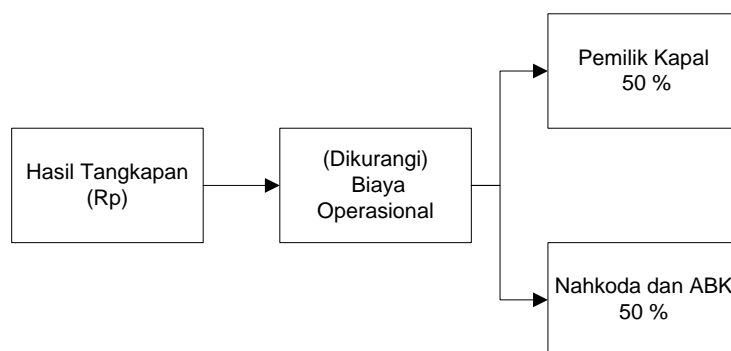 Hasil Tangkapan
(Rp)
(Dikurangi)
Biaya
Operasional
Pemilik Kapal
50 %
Nahkoda dan ABK
50 %